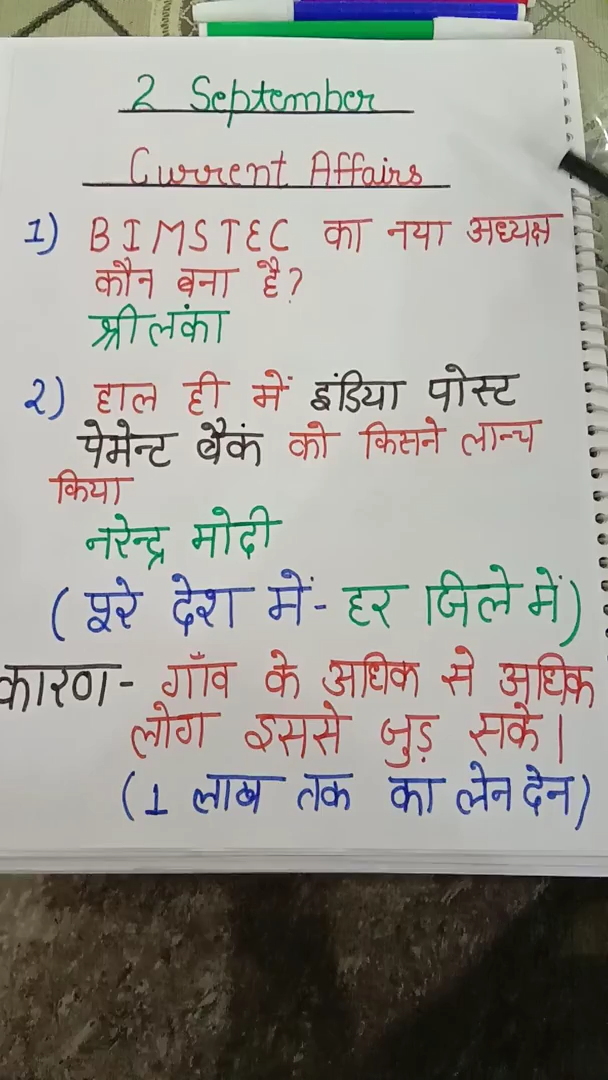 2 September
Current Affairs
1) BIMSTEC का नया अध्यक्ष
कौन बना है?
श्रीलंका
2) हाल ही में इंडिया पोस्ट
पेमेन्ट बैकं को किसने लान्च
किया
नरेन्द्र मोदी
(पूरे देश में - हर जिले में)
कारण - गाँव के अधिक से अधिक
लोग इससे जुड़ सके।
(1 लाख तक का लेन देन)